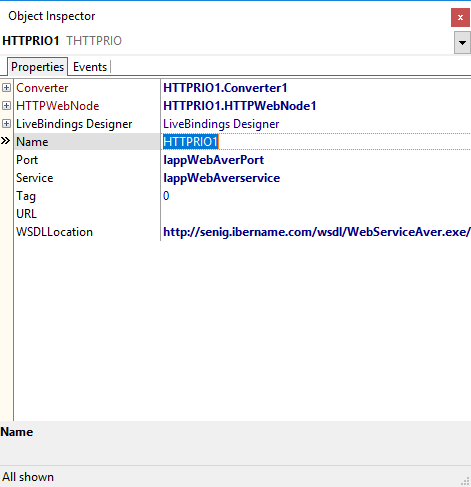 Object Inspector
HTTPRIO1 THTTPRIO
Properties Events
Converter HTTPRIO1.Converter1
HTTPWebNode HTTPRIO1.HTTPWebNode1
LiveBindings Designer LiveBindings Designer
Name HTTPRIO1
Port IappWebAverPort
Service IappWebAverservice
Tag 0
URL
WSDLLocation http://senig.ibername.com/wsdl/WebServiceAver.exe/
Name
All shown